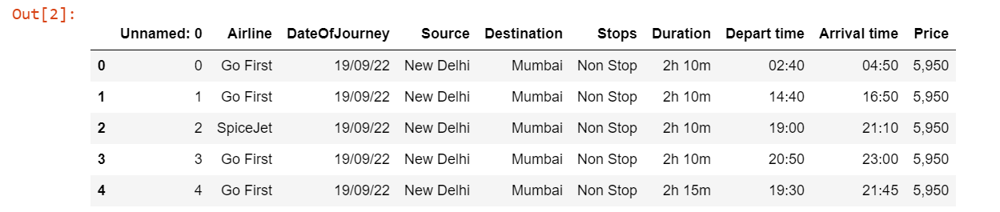 Out[2]:
Unnamed: 0 Airline DateOfJourney Source Destination Stops Duration Depart time Arrival time Price
0 0 Go First 19/09/22 New Delhi Mumbai Non Stop 2h 10m 02:40 04:50 5,950
1 1 Go First 19/09/22 New Delhi Mumbai Non Stop 2h 10m 14:40 16:50 5,950
2 2 SpiceJet 19/09/22 New Delhi Mumbai Non Stop 2h 10m 19:00 21:10 5,950
3 3 Go First 19/09/22 New Delhi Mumbai Non Stop 2h 10m 20:50 23:00 5,950
4 4 Go First 19/09/22 New Delhi Mumbai Non Stop 2h 15m 19:30 21:45 5,950